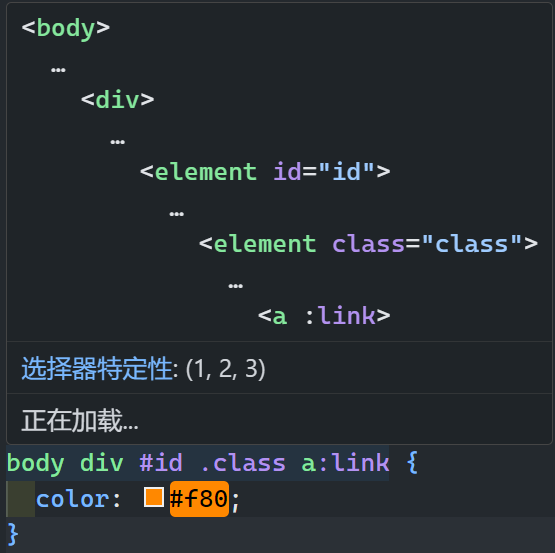 <body>
…
<div>
…
<element id="id">
…
<element class="class">
…
<a :link>
选择器特定性: (1, 2, 3)
正在加载...
body div #id .class a:link {
color: #f80;
}